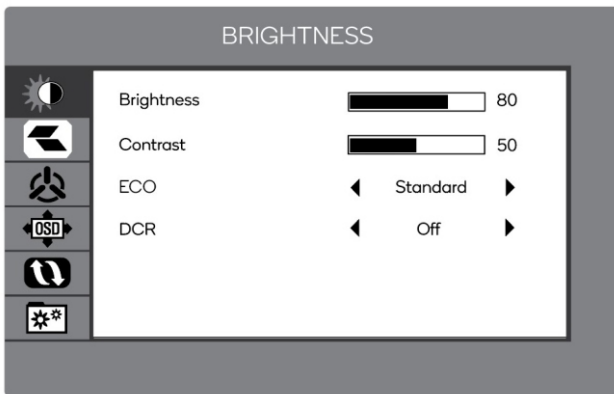 BRIGHTNESS
Brightness 80
Contrast 50
ECO Standard
OSD
DCR Off